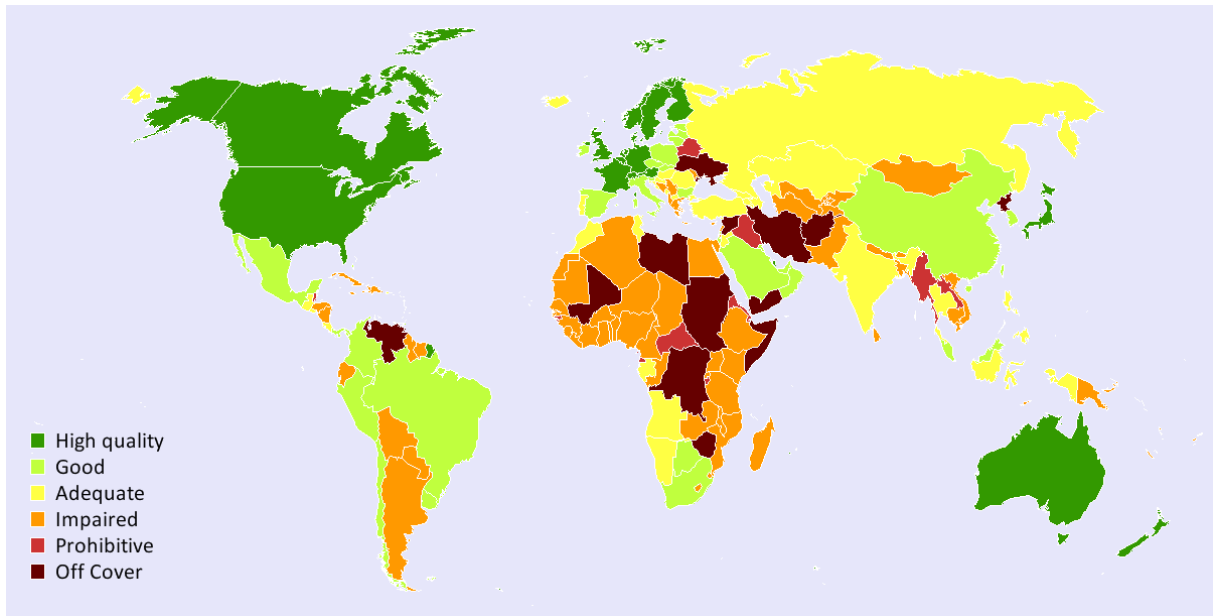 High quality
Good
Adequate
Impaired
Prohibitive
Off Cover